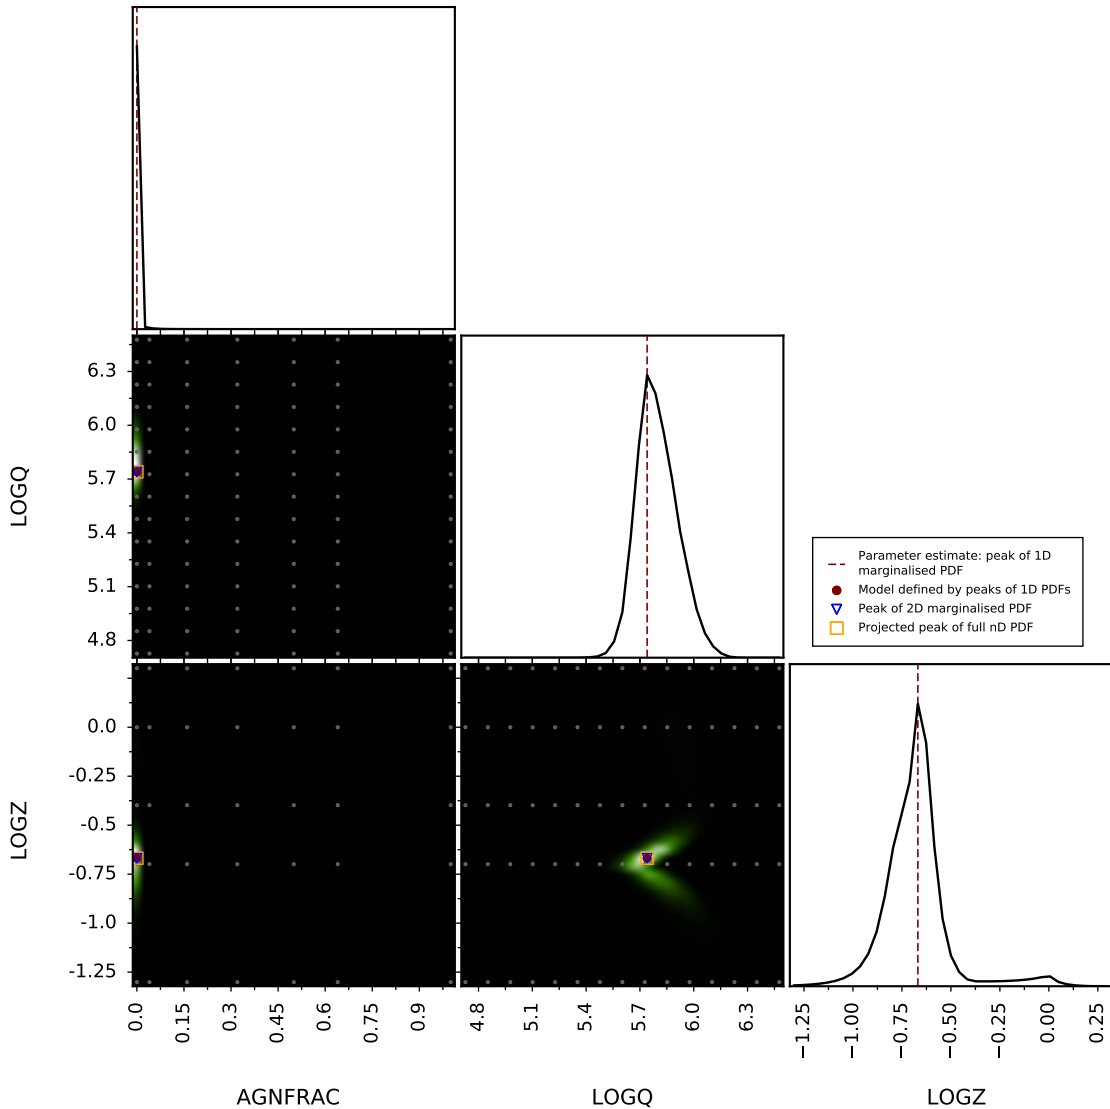 LOGQ
6.3
6.0
5.7
5.4
5.1
4.8
Parameter estimate: peak of 1D
marginalised PDF
Model defined by peaks of 1D PDFs
Peak of 2D marginalised PDF
Projected peak of full nD PDF
LOGZ
0.0
-0.25
-0.5
-0.75
-1.0
-1.25
0.0 0.15 0.3 0.45 0.6 0.75 0.9
4.8 5.1 5.4 5.7 6.0 6.3
−1.25 −1.00 −0.75 −0.50 −0.25 0.00 0.25
AGNFRAC LOGQ LOGZ